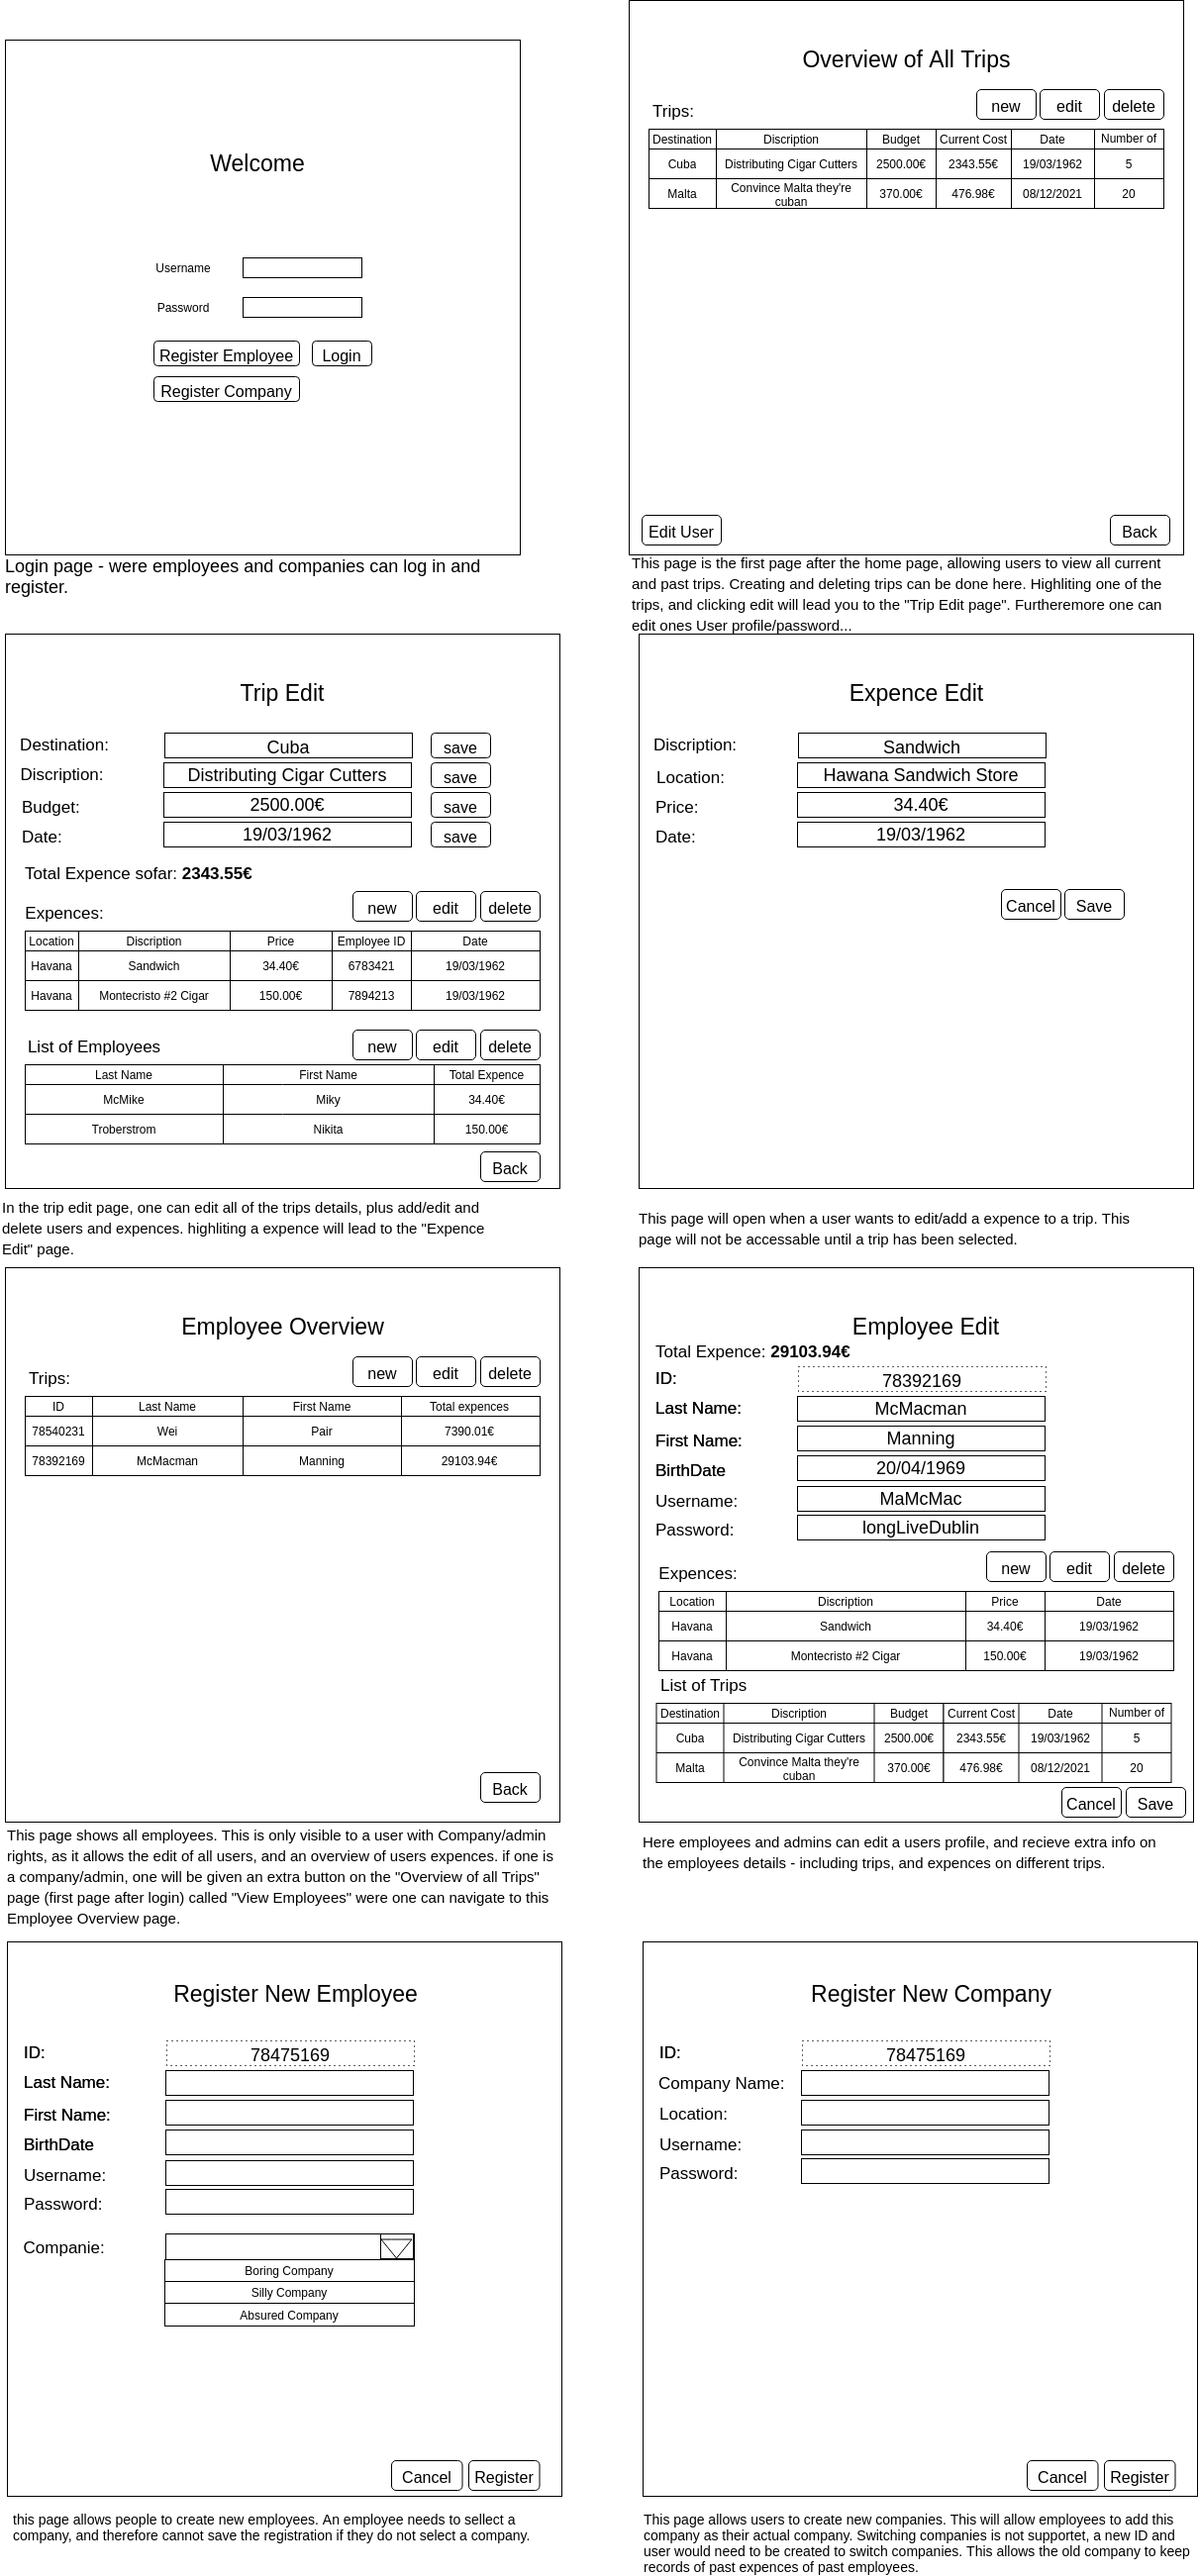 Welcome
Username
Password
Register Employee Login
Register Company
Login page - were employees and companies can log in and
register.
Overview of All Trips
Trips: new edit delete
Destination Discription Budget Current Cost Date Number of
Cuba Distributing Cigar Cutters 2500.00€ 2343.55€ 19/03/1962 5
Malta Convince Malta they're 370.00€ 476.98€ 08/12/2021 20
cuban
Edit User Back
This is the first page after the home page, allowing users to view all current
and past trips. Creating and deleting trips can be done here. Highliting one of the
trips, and clicking edit will lead you to the "Trip Edit page". Furtheremore one can
edit ones User profile/password...
Trip Edit
Destination: Cuba save
Discription: Distributing Cigar Cutters save
Budget: 2500.00€ save
Date: 19/03/1962 save
Total Expence sofar: 2343.55€
Expences: new edit delete
Location Discription Price Employee ID Date
Havana Sandwich 34.40€ 6783421 19/03/1962
Havana Montecristo #2 Cigar 150.00€ 7894213 19/03/1962
List of Employees new edit delete
Last Name First Name Total Expence
McMike Miky 34.40€
Troberstrom Nikita 150.00€
Back
In the trip edit page, one can edit all of the trips details, plus add/edit and
delete users and expences. highliting a expence will lead to the "Expence
Edit" page.
Expence Edit
Discription: Sandwich
Location: Hawana Sandwich Store
Price: 34.40€
Date: 19/03/1962
Cancel Save
This page will open when a user wants to edit/add a expence to a trip. This
page will not be accessable until a trip has been selected.
Employee Overview
Trips: new edit delete
ID Last Name First Name Total expences
78540231 Wei Pair 7390.01€
78392169 McMacman Manning 29103.94€
Back
This page shows all employees. This is only visible to a user with Company/admin
rights, as it allows the edit of all users, and an overview of users expences. if one is
a company/admin, one will be given an extra button on the "Overview of all Trips"
page (first page after login) called "View Employees" were one can navigate to this
Employee Overview page.
Employee Edit
Total Expence: 29103.94€
ID: 78392169
Last Name: McMacman
First Name: Manning
BirthDate 20/04/1969
Username: MaMcMac
Password: longLiveDublin
Expences: new edit delete
Location Discription Price Date
Havana Sandwich 34.40€ 19/03/1962
Havana Montecristo #2 Cigar 150.00€ 19/03/1962
List of Trips
Destination Discription Budget Current Cost Date Number of
Cuba Distributing Cigar Cutters 2500.00€ 2343.55€ 19/03/1962 5
Malta Convince Malta they're 370.00€ 476.98€ 08/12/2021 20
cuban
Cancel Save
Here employees and admins can edit a users profile, and recieve extra info on
the employees details - including trips, and expences on different trips.
Register New Employee
ID: 78475169
Last Name:
First Name:
BirthDate
Username:
Password:
Companie:
Boring Company
Silly Company
Absured Company
Cancel Register
this page allows people to create new employees. An employee needs to sellect a
company, and therefore cannot save the registration if they do not select a company.
Register New Company
ID: 78475169
Company Name:
Location:
Username:
Password:
Cancel Register
This page allows users to create new companies. This will allow employees to add this
company as their actual company. Switching companies is not supportet, a new ID and
user would need to be created to switch companies. This allows the old company to keep
records of past expences of past employees.